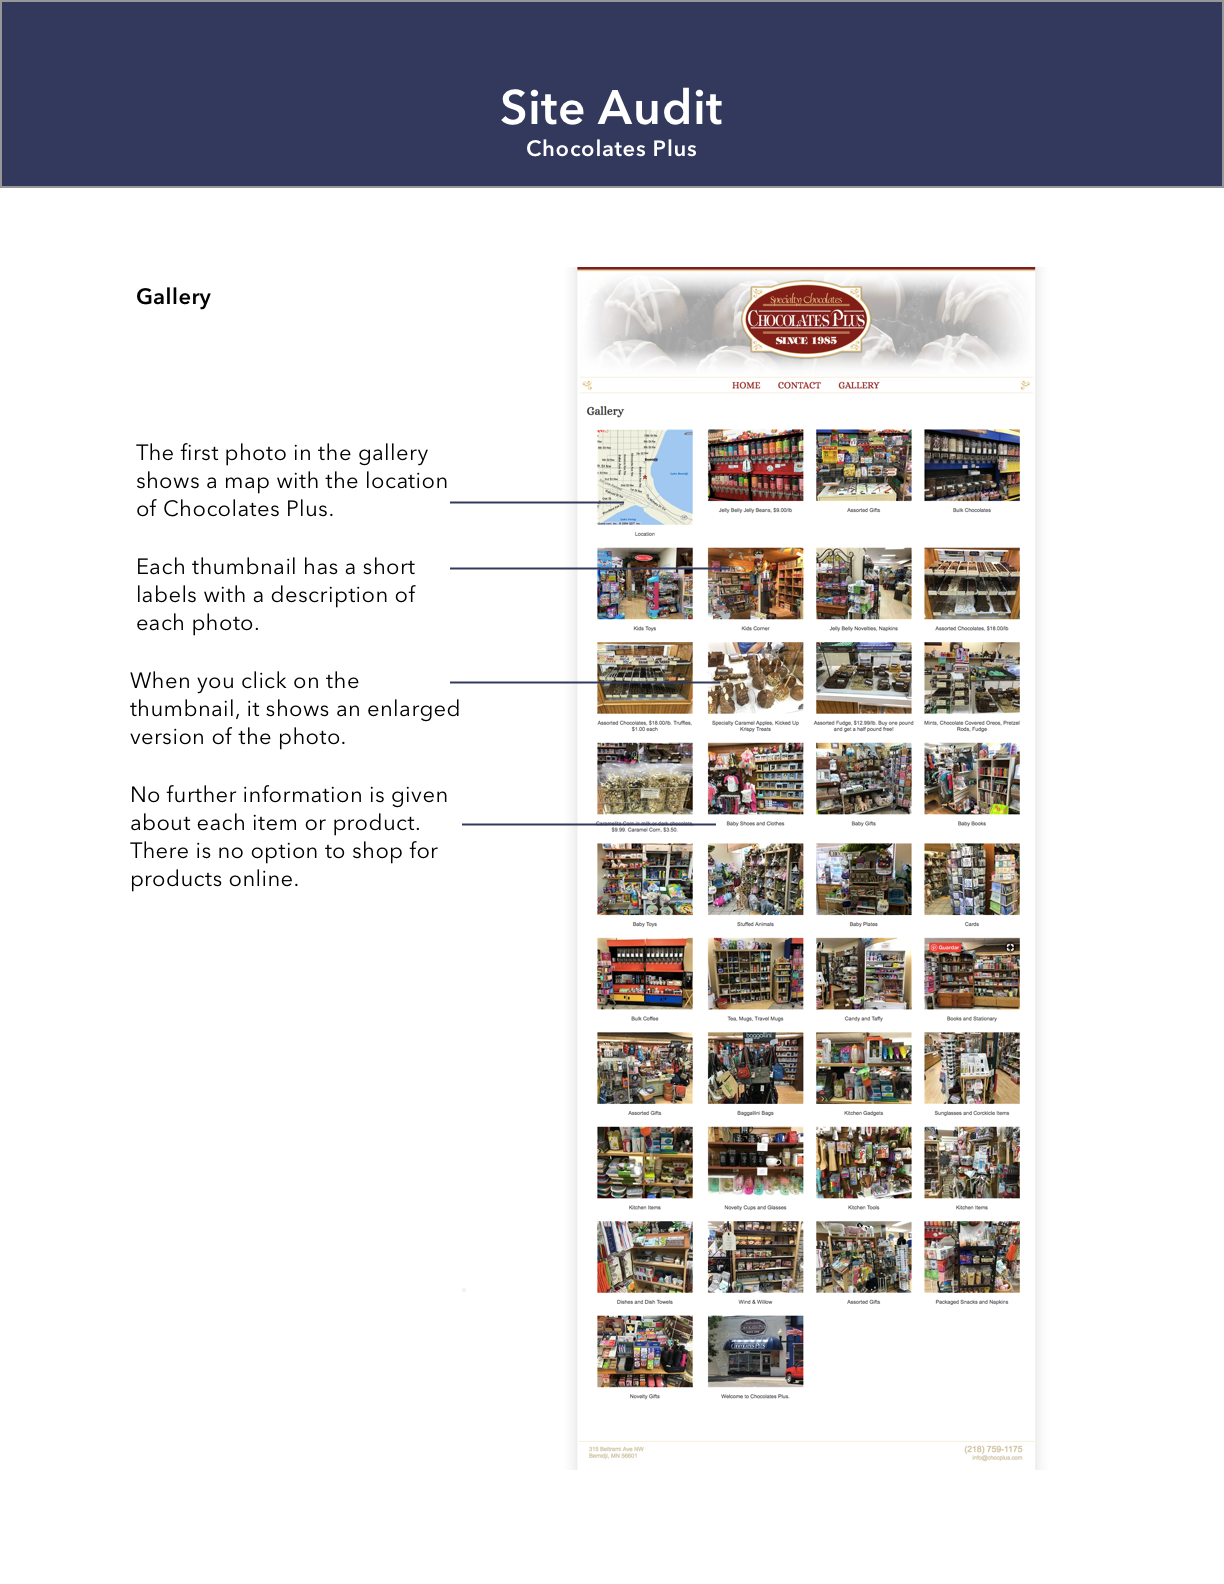 Site Audit
Chocolates Plus
Gallery
The first photo in the gallery
shows a map with the location
of Chocolates Plus.
Each thumbnail has a short
labels with a description of
each photo.
When you click on the
thumbnail, it shows an enlarged
version of the photo.
No further information is given
about each item or product.
There is no option to shop for
products online.
Specialty Chocolates
CHOCOLATES PLUS
SINCE 1985
HOME CONTACT GALLERY
Gallery
Location
Jelly Belly Jelly Beans, $9.00/lb
Assorted Gifts
Bulk Chocolates
Kids Toys
Kids Corner
Jelly Belly Novelties, Napkins
Assorted Chocolates, $18.00/lb
Assorted Chocolates, $18.00/lb. Truffles,
$1.00 each
Specialty Caramel Apples, Kicked Up
Krispy Treats
Assorted Fudge, $12.99/lb. Buy one pound
and get a half pound free!
Mints, Chocolate Covered Oreos, Pretzel
Rods, Fudge
$9.99. Caramel Corn, $3.50.
Baby Shoes and Clothes
Baby Gifts
Baby Books
Baby Toys
Stuffed Animals
Baby Plates
Cards
Bulk Coffee
Tea, Mugs, Travel Mugs
Candy and Taffy
Guardar
Books and Stationary
Assorted Gifts
Baggallini Bags
Kitchen Gadgets
Sunglasses and Corckicle Items
Kitchen Items
Novelty Cups and Glasses
Kitchen Tools
Kitchen Items
Dishes and Dish Towels
Wind & Willow
Assorted Gifts
Packaged Snacks and Napkins
Novelty Gifts
CHOCOLATES PLUS
Welcome to Chocolates Plus.
315 Beltrami Ave NW
Bemidji, MN 56601
(218) 759-1175
info@chocplus.com